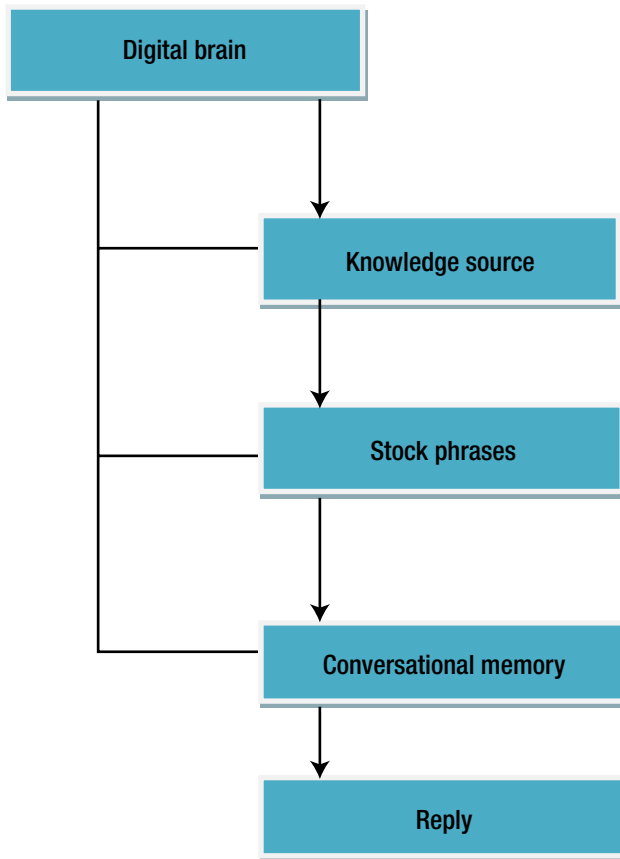 Digital brain
Knowledge source
Stock phrases
Conversational memory
Reply